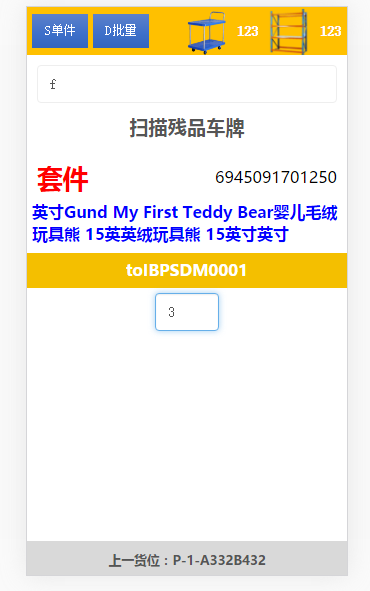 S单件 D批量 123 123
f
扫描残品车牌
套件 6945091701250
英寸Gund My First Teddy Bear婴儿毛绒
玩具熊 15英英绒玩具熊 15英寸英寸
toIBPSDM0001
3
上一货位：P-1-A332B432